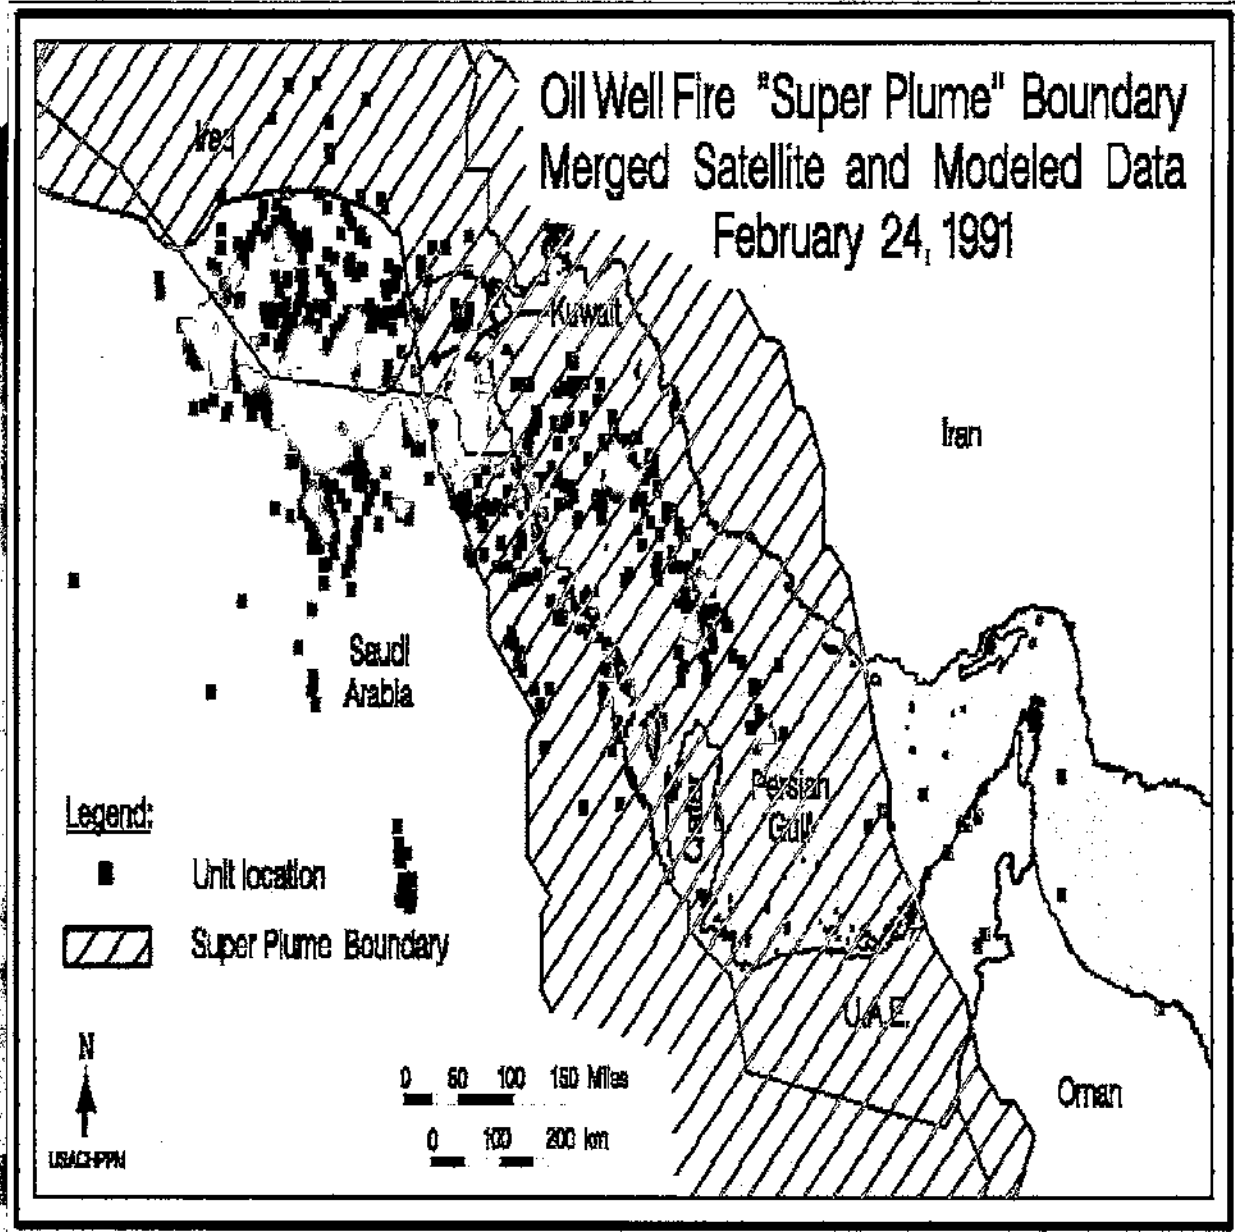 Oil Well Fire "Super Plume" Boundary
Merged Satellite and Modeled Data
February 24, 1991
Iraq
Kuwait
Iran
Saudi
Arabia
Persian
Gulf
Qatar
Legend:
Unit location
Super Plume Boundary
U.A.E.
Oman
N
USACHPPM
0 50 100 150 Miles
0 100 200 km